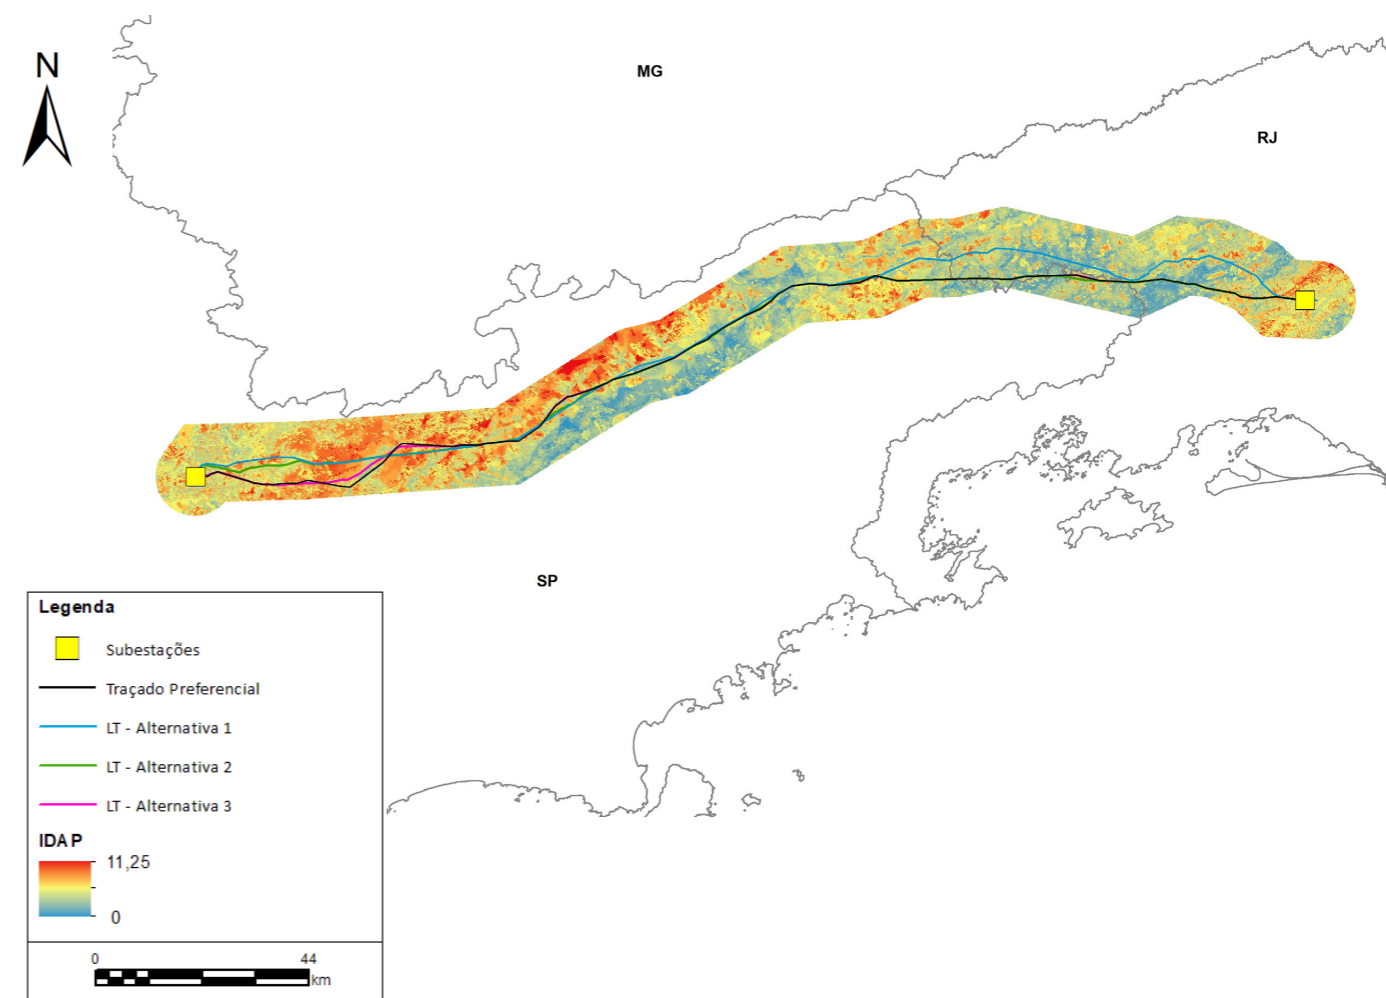 N
MG
RJ
SP
Legenda
Subestações
Traçado Preferencial
LT - Alternativa 1
LT - Alternativa 2
LT - Alternativa 3
IDAP
11,25
0
0 44
km